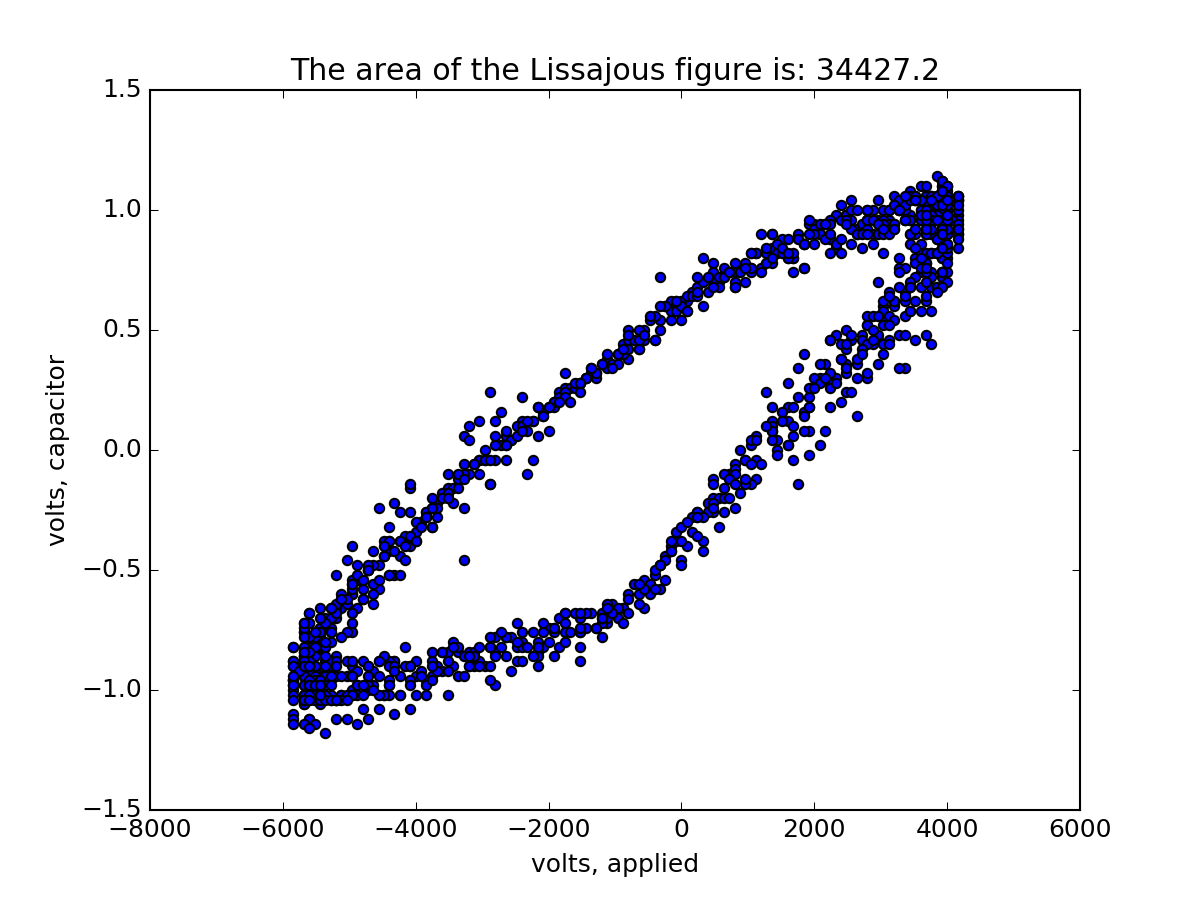 The area of the Lissajous figure is: 34427.2
1.5
1.0
0.5
0.0
−0.5
−1.0
−1.5
volts, capacitor
−8000 −6000 −4000 −2000 0 2000 4000 6000
volts, applied